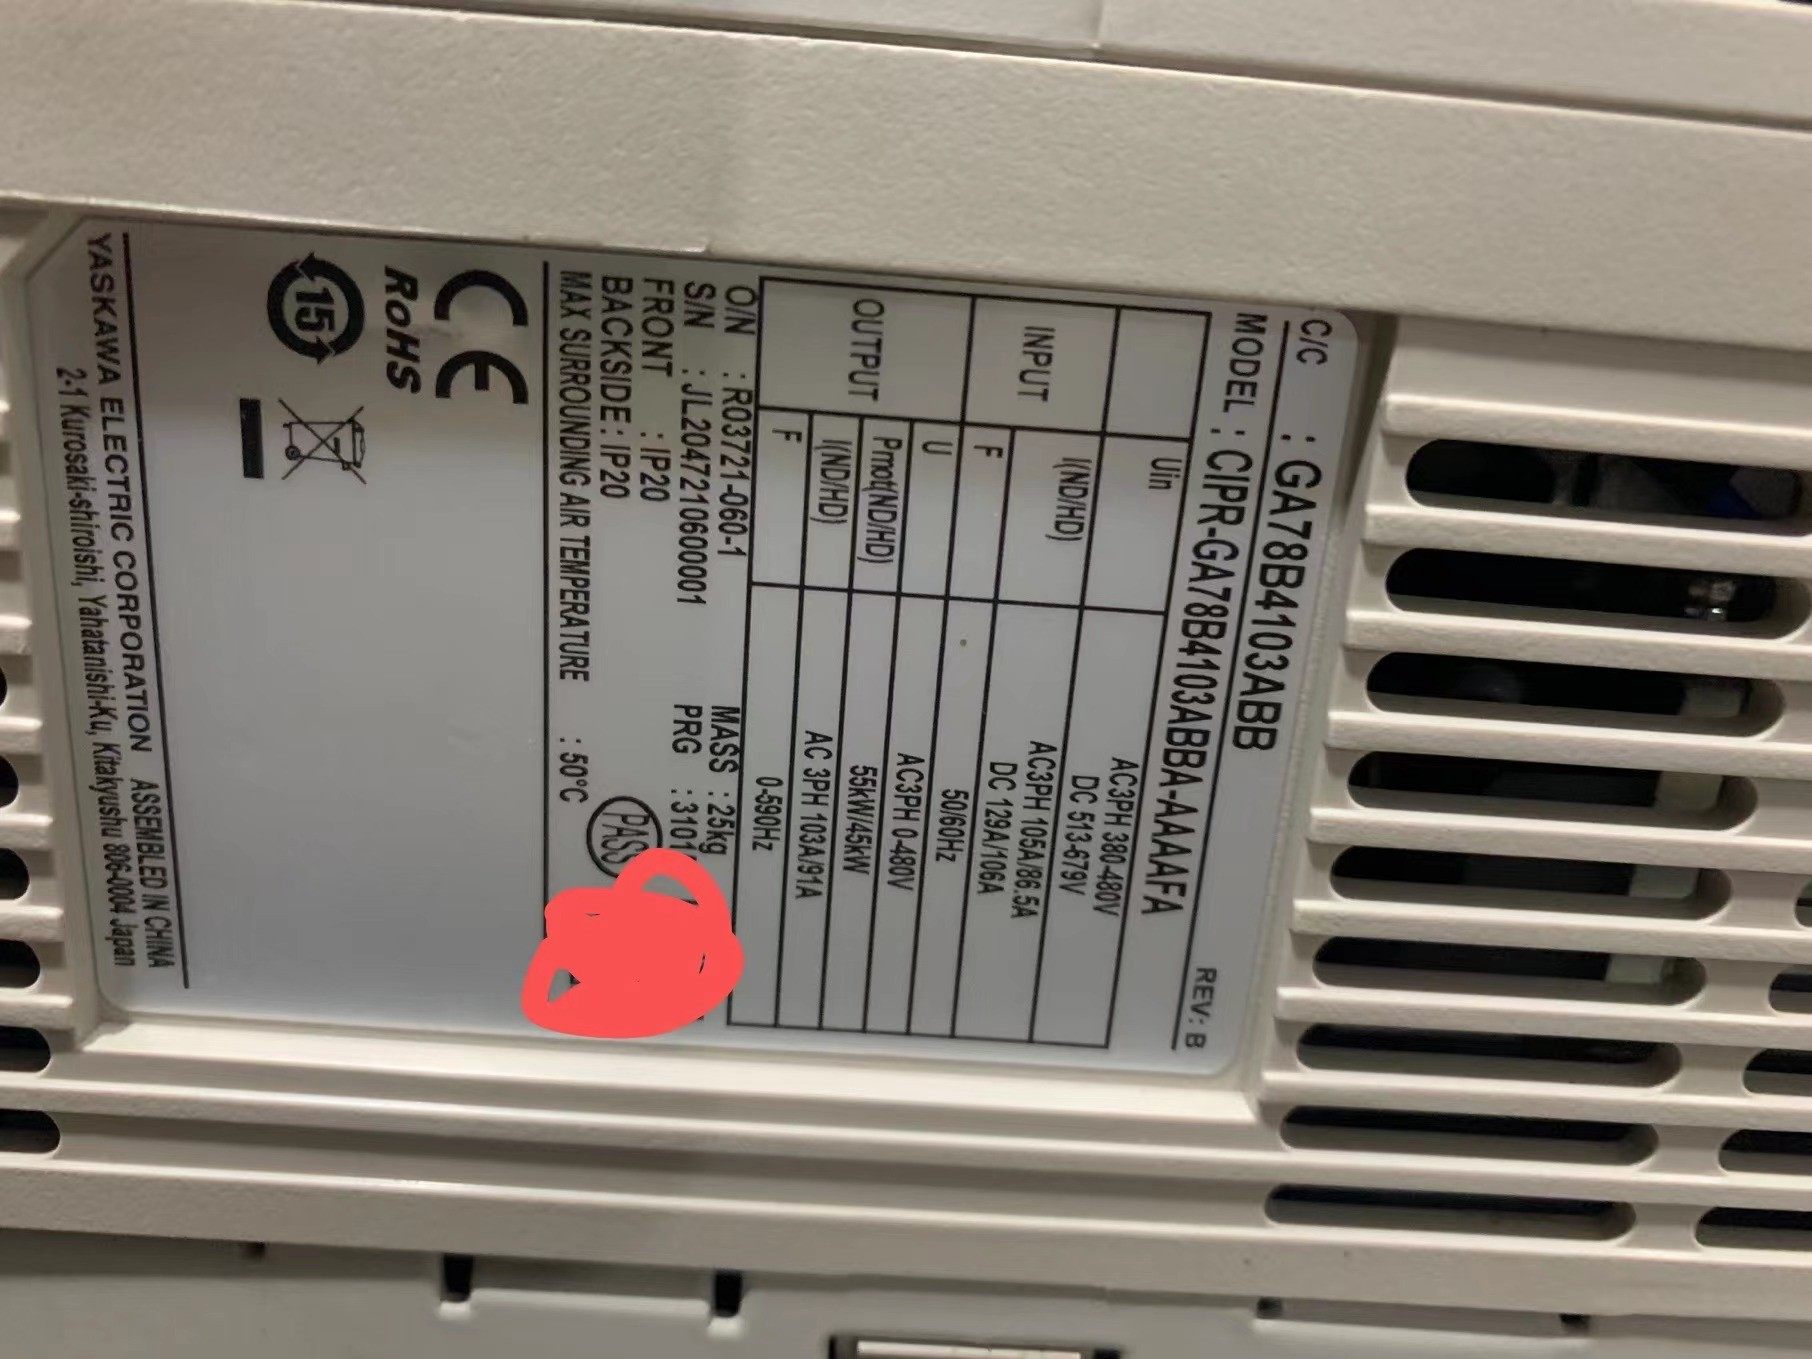 C/C : GA78B4103ABB
MODEL : CIPR-GA78B4103ABBA-AAAAFA REV: B
INPUT
Uin AC3PH 380-480V DC 513-679V
I(ND/HD) AC3PH 105A/86.5A DC 129A/106A
F 50/60Hz
OUTPUT
U AC3PH 0-480V
Pmot(ND/HD) 55kW/45kW
I(ND/HD) AC 3PH 103A/91A
F 0-590Hz
O/N : R03721-060-1 MASS : 25kg
S/N : JL2047210600001 PRG : 3101
FRONT : IP20
BACKSIDE : IP20 PASS
MAX SURROUNDING AIR TEMPERATURE : 50°C
CE
RoHS
15
YASKAWA ELECTRIC CORPORATION ASSEMBLED IN CHINA
2-1 Kurosaki-shiroishi, Yahatanishi-Ku, Kitakyushu 806-0004 Japan